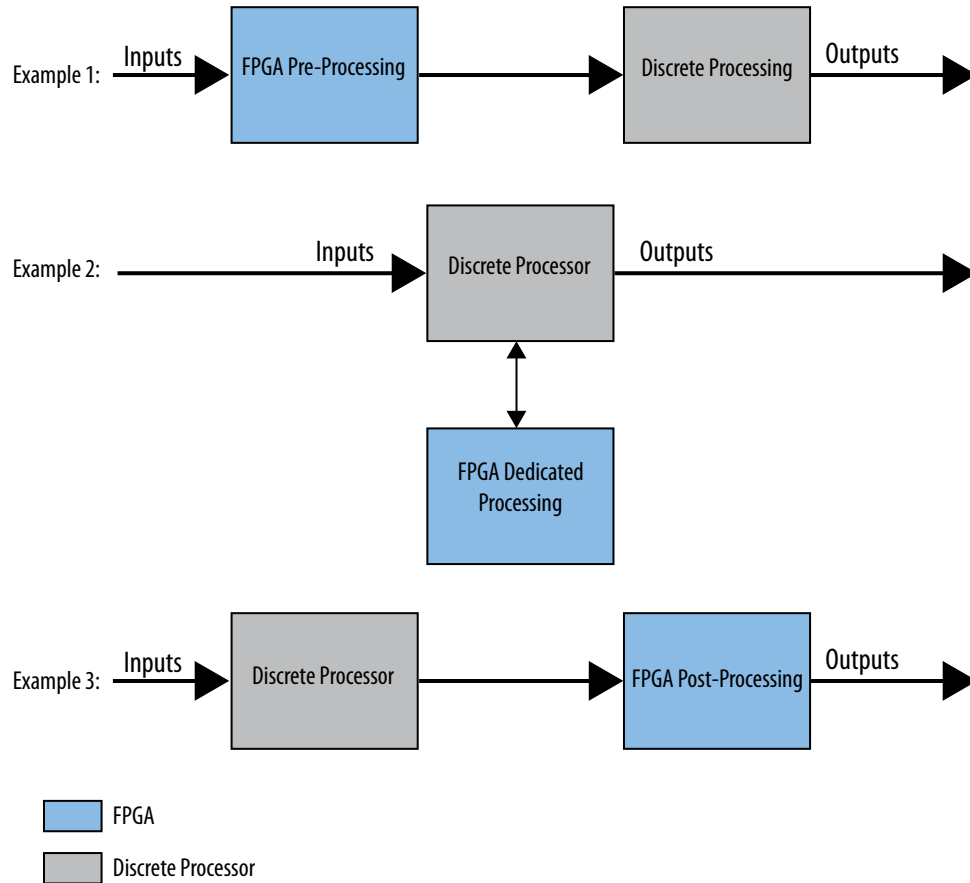 Example 1:
Inputs
FPGA Pre-Processing
Discrete Processing
Outputs
Example 2:
Inputs
Discrete Processor
Outputs
FPGA Dedicated
Processing
Example 3:
Inputs
Discrete Processor
FPGA Post-Processing
Outputs
FPGA
Discrete Processor